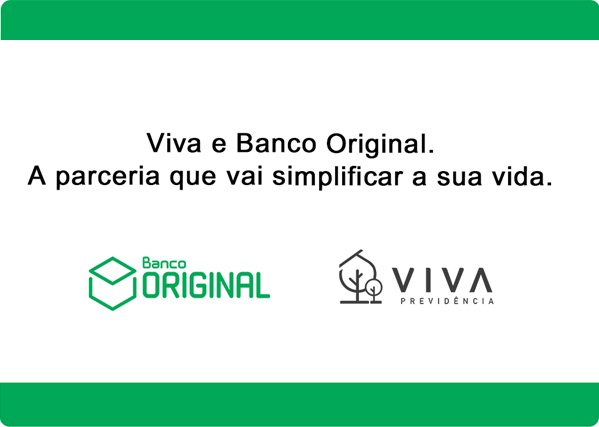 Viva e Banco Original.
A parceria que vai simplificar a sua vida.
Banco
ORIGINAL
VIVA
PREVIDÊNCIA